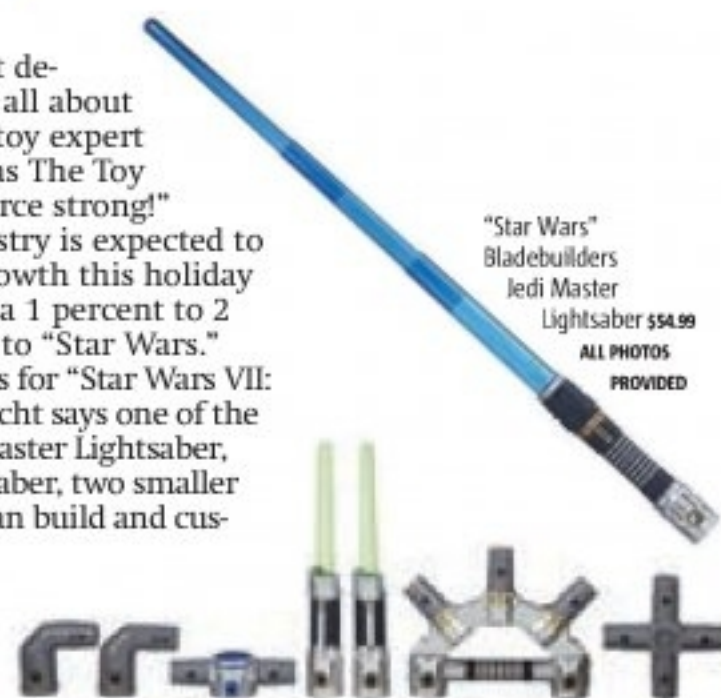 t de-
all about
toy expert
as The Toy
rce strong!"
stry is expected to
owth this holiday
a 1 percent to 2
to “Star Wars.”
s for “Star Wars VII:
cht says one of the
aster Lightsaber,
aber, two smaller
an build and cus-
“Star Wars”
Bladebuilders
Jedi Master
Lightsaber $54.99
ALL PHOTOS
PROVIDED